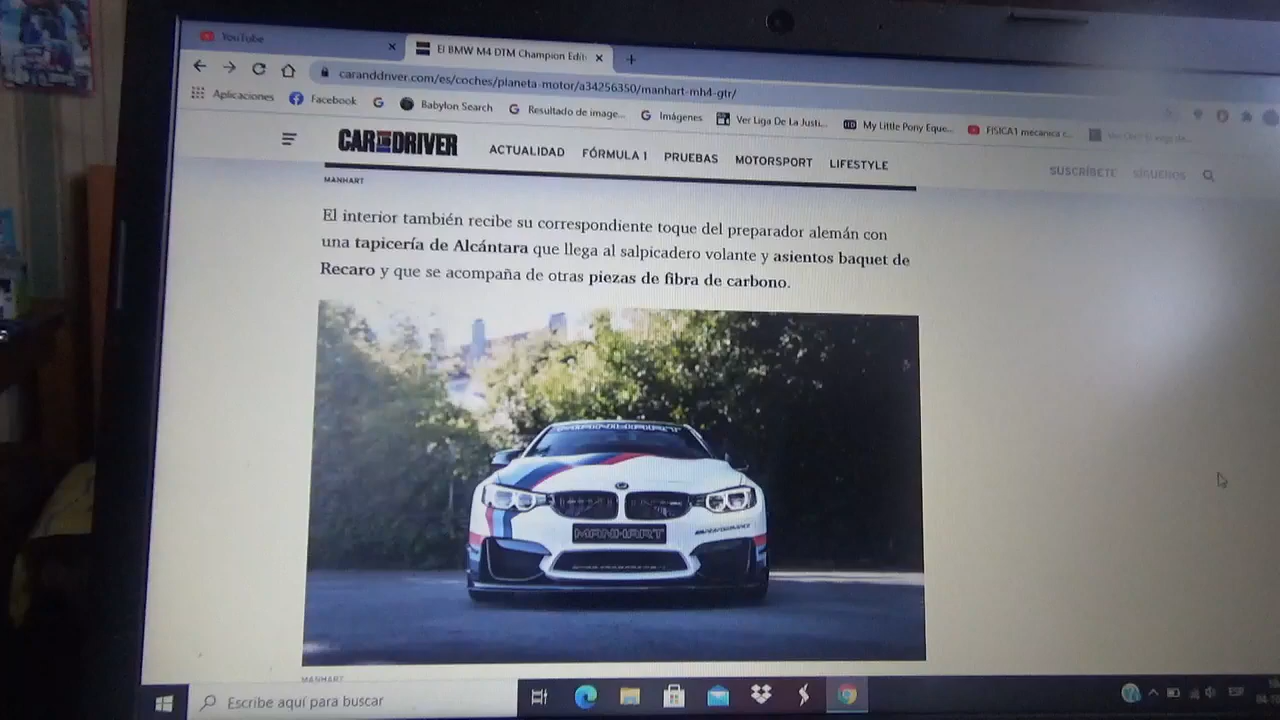 YouTube
El BMW M4 DTM Champion Editi
caranddriver.com/es/coches/planeta-motor/a34256350/manhart-mh4-gtr/
Aplicaciones Facebook Babylon Search Resultado de image... Imágenes Ver Liga De La Justi... My Little Pony Eque... FISICA1 mecanica c...
CAR AND DRIVER ACTUALIDAD FÓRMULA 1 PRUEBAS MOTORSPORT LIFESTYLE SUSCRÍBETE SÍGUENOS
MANHART
El interior también recibe su correspondiente toque del preparador alemán con
una tapicería de Alcántara que llega al salpicadero volante y asientos baquet de
Recaro y que se acompaña de otras piezas de fibra de carbono.
MANHART
MANHART
MANHART
Escribe aquí para buscar